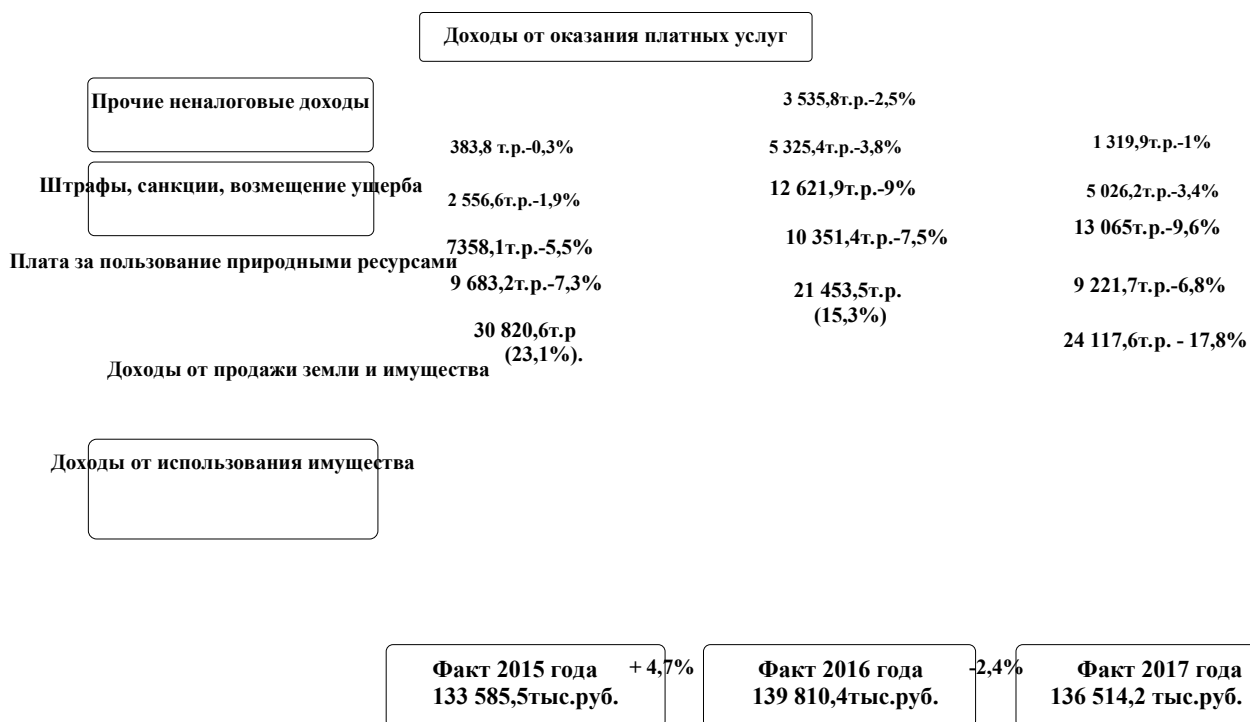 Доходы от оказания платных услуг
Прочие неналоговые доходы
3 535,8т.р.-2,5%
383,8 т.р.-0,3%
5 325,4т.р.-3,8%
1 319,9т.р.-1%
Штрафы, санкции, возмещение ущерба
2 556,6т.р.-1,9%
12 621,9т.р.-9%
5 026,2т.р.-3,4%
7358,1т.р.-5,5%
10 351,4т.р.-7,5%
13 065т.р.-9,6%
Плата за пользование природными ресурсами
9 683,2т.р.-7,3%
21 453,5т.р.
(15,3%)
9 221,7т.р.-6,8%
30 820,6т.р
(23,1%).
24 117,6т.р. - 17,8%
Доходы от продажи земли и имущества
Доходы от использования имущества
Факт 2015 года
133 585,5тыс.руб.
+ 4,7%
Факт 2016 года
139 810,4тыс.руб.
-2,4%
Факт 2017 года
136 514,2 тыс.руб.